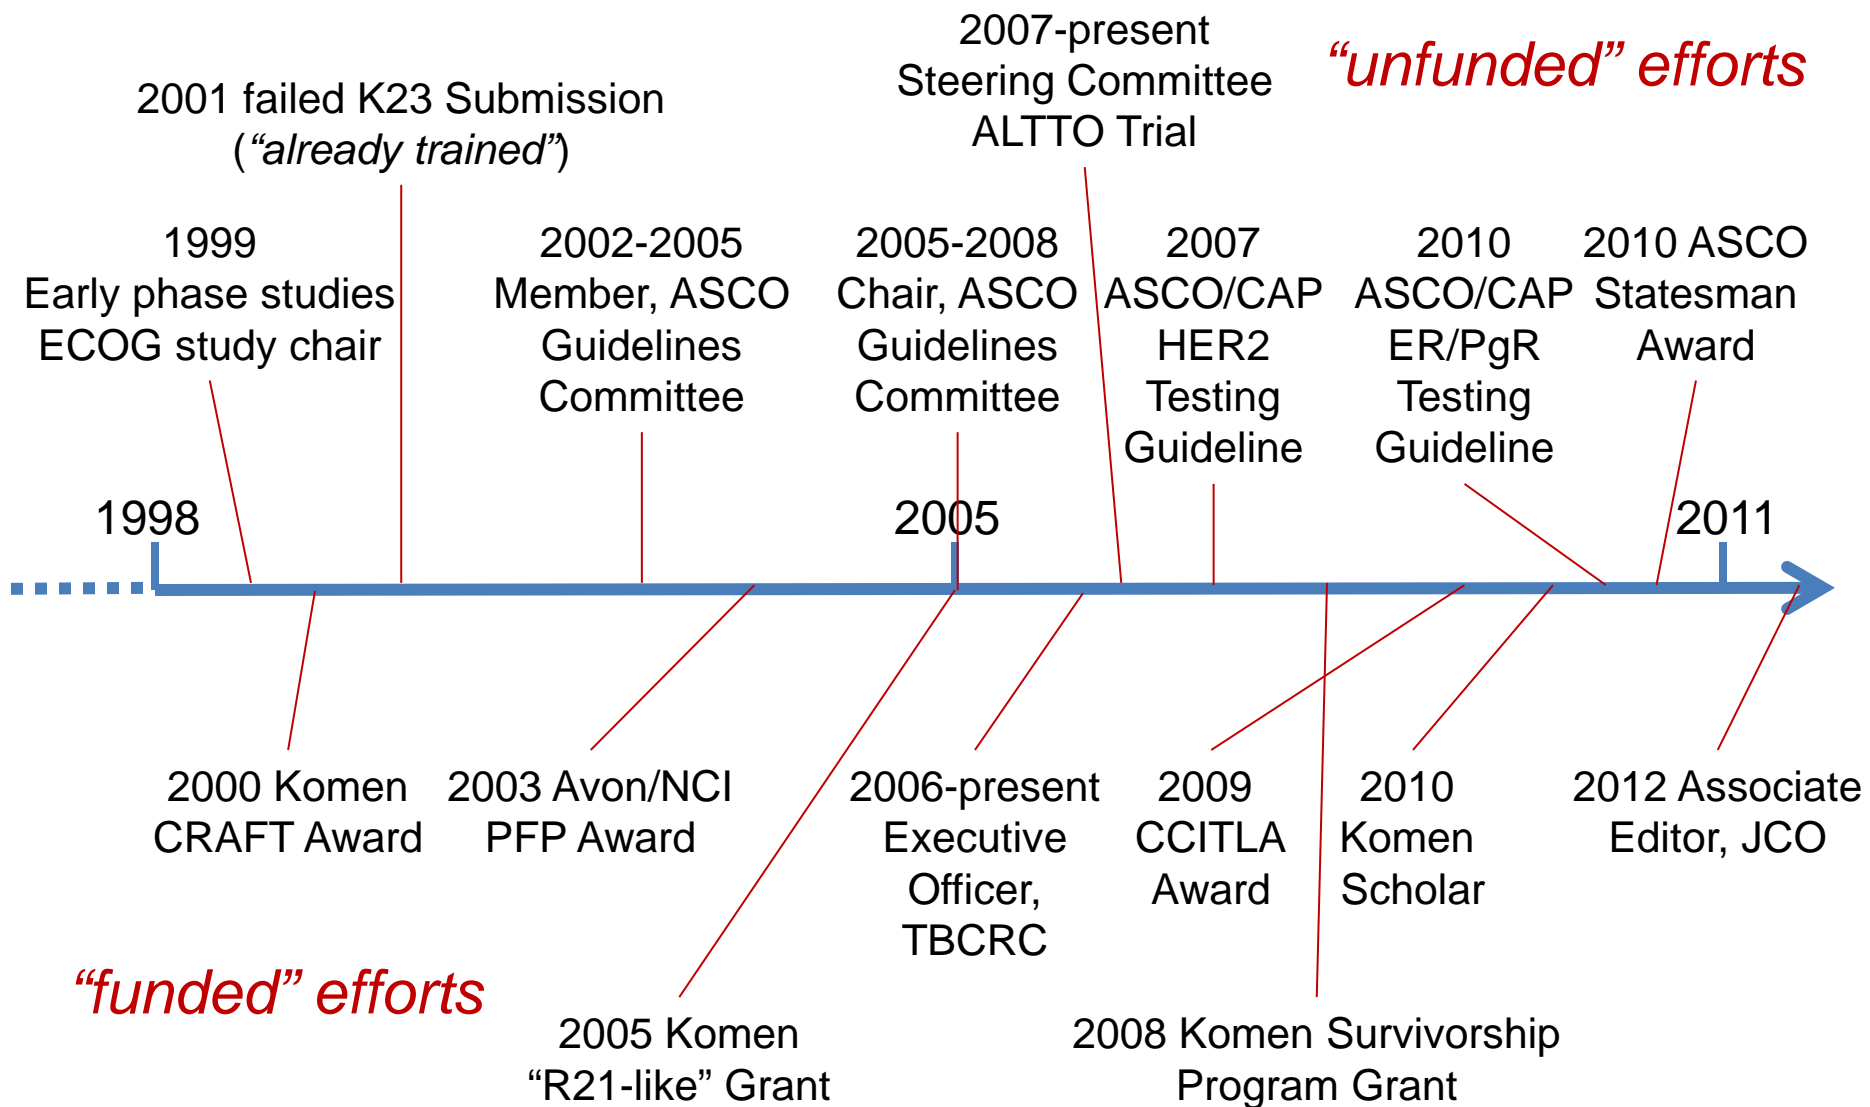 2007-present
Steering Committee
ALTTO Trial
“unfunded” efforts
2001 failed K23 Submission
(“already trained”)
1999
Early phase studies
ECOG study chair
2002-2005
Member, ASCO
Guidelines
Committee
2005-2008
Chair, ASCO
Guidelines
Committee
2007
ASCO/CAP
HER2
Testing
Guideline
2010
ASCO/CAP
ER/PgR
Testing
Guideline
2010 ASCO
Statesman
Award
1998
2005
2011
2000 Komen
CRAFT Award
2003 Avon/NCI
PFP Award
2006-present
Executive
Officer,
TBCRC
2009
CCITLA
Award
2010
Komen
Scholar
2012 Associate
Editor, JCO
“funded” efforts
2005 Komen
“R21-like” Grant
2008 Komen Survivorship
Program Grant